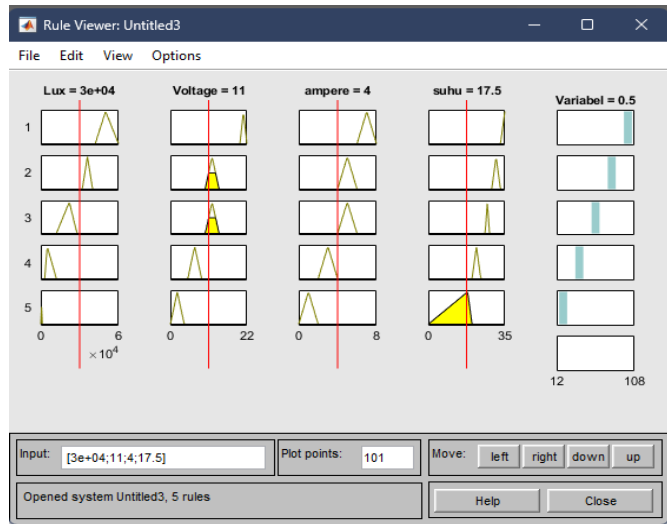 Rule Viewer: Untitled3
File Edit View Options
Lux = 3e+04 Voltage = 11 ampere = 4 suhu = 17.5 Variabel = 0.5
1
2
3
4
5
0 6 0 22 0 8 0 35
×10^4
12 108
Input: [3e+04;11;4;17.5] Plot points: 101 Move: left right down up
Opened system Untitled3, 5 rules Help Close